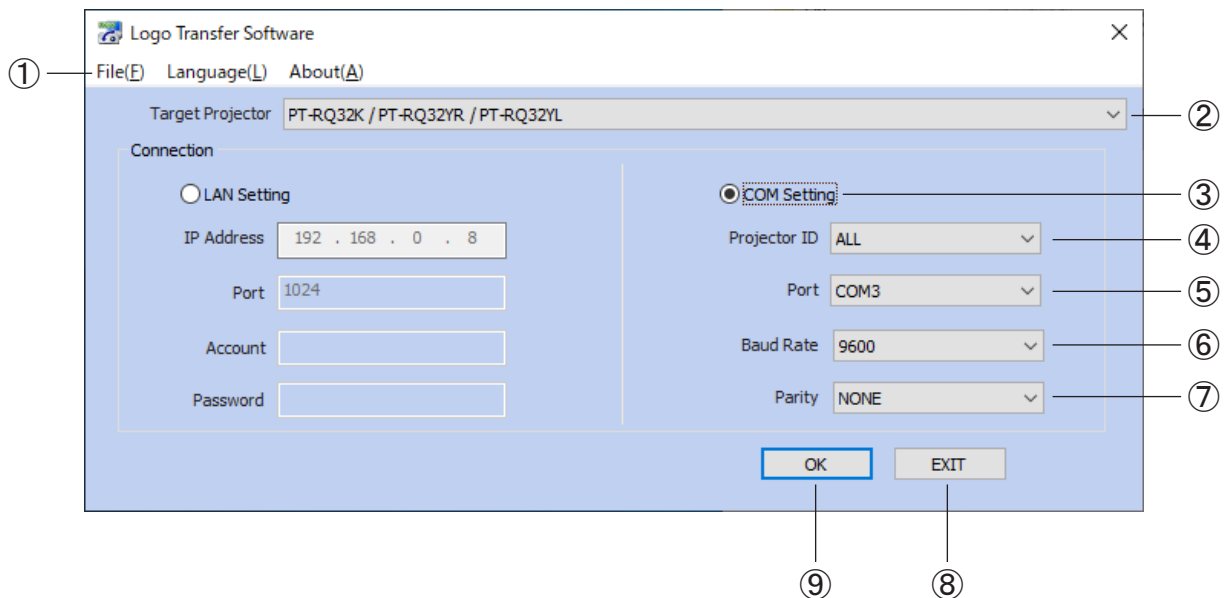 Logo Transfer Software
① File(F) Language(L) About(A)
Target Projector PT-RQ32K / PT-RQ32YR / PT-RQ32YL ②
Connection
LAN Setting COM Setting ③
IP Address 192 . 168 . 0 . 8 Projector ID ALL ④
Port 1024 Port COM3 ⑤
Account Baud Rate 9600 ⑥
Password Parity NONE ⑦
OK EXIT
⑨ ⑧